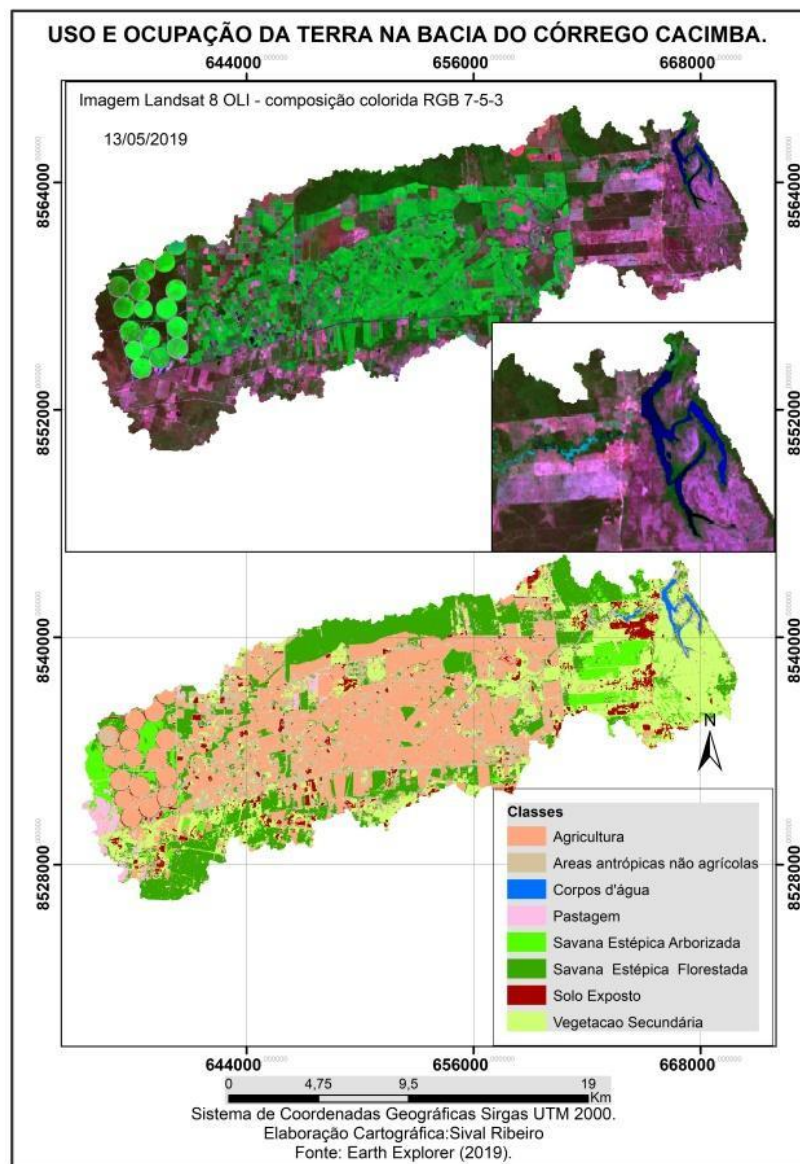 USO E OCUPAÇÃO DA TERRA NA BACIA DO CÓRREGO CACIMBA.
644000 656000 668000
Imagem Landsat 8 OLI - composição colorida RGB 7-5-3
13/05/2019
8564000 8564000
8552000 8552000
8540000 8540000
N
8528000 8528000
Classes
Agricultura
Areas antrópicas não agrícolas
Corpos d'água
Pastagem
Savana Estépica Arborizada
Savana Estépica Florestada
Solo Exposto
Vegetacao Secundária
644000 656000 668000
0 4,75 9,5 19
Km
Sistema de Coordenadas Geográficas Sirgas UTM 2000.
Elaboração Cartográfica:Sival Ribeiro
Fonte: Earth Explorer (2019).